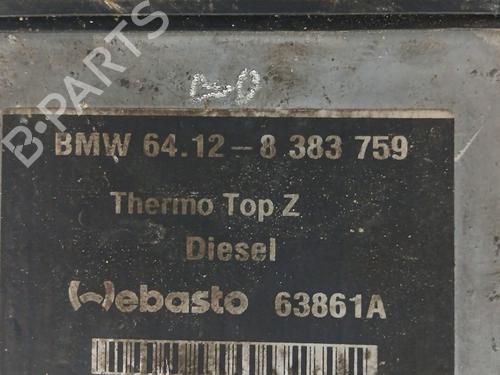 B-PARTS
BMW 64.12-8 383 759
Thermo Top Z
Diesel
Webasto 63861A